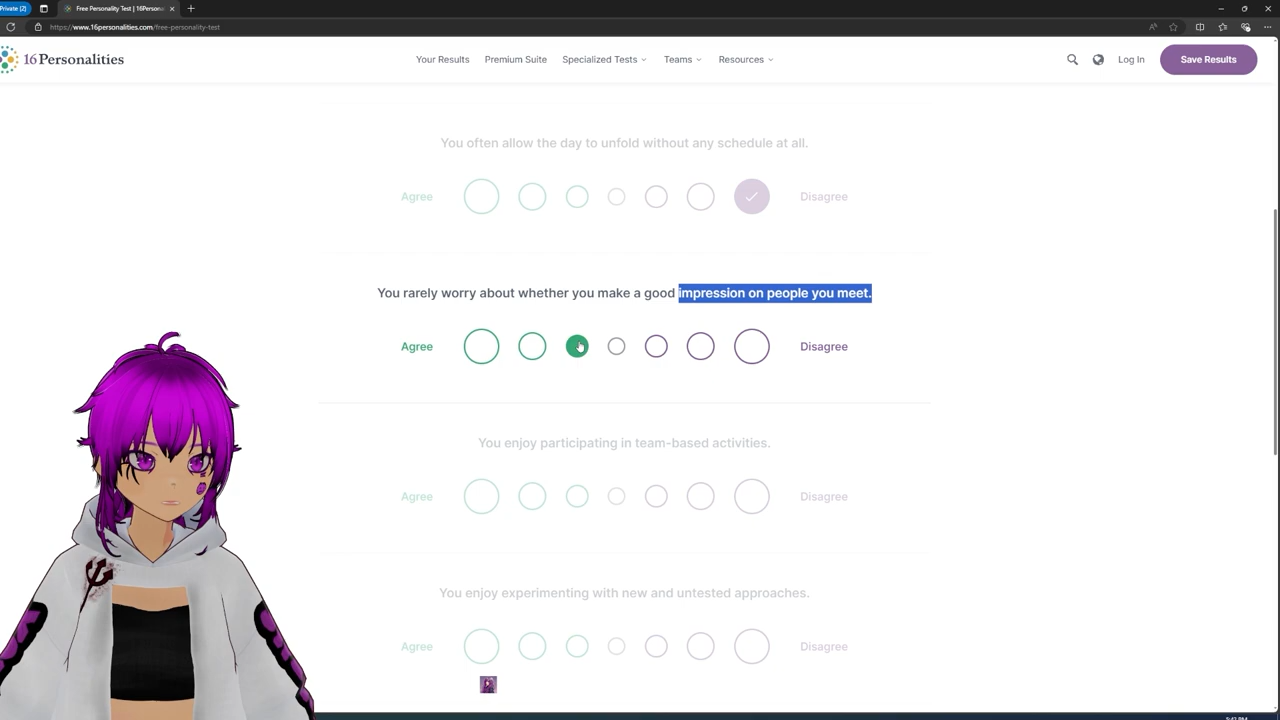 Private (2)
Free Personality Test | 16Person
https://www.16personalities.com/free-personality-test
16Personalities
Your Results
Premium Suite
Specialized Tests
Teams
Resources
Log In
Save Results
You often allow the day to unfold without any schedule at all.
Agree
Disagree
You rarely worry about whether you make a good impression on people you meet.
Agree
Disagree
You enjoy participating in team-based activities.
Agree
Disagree
You enjoy experimenting with new and untested approaches.
Agree
Disagree